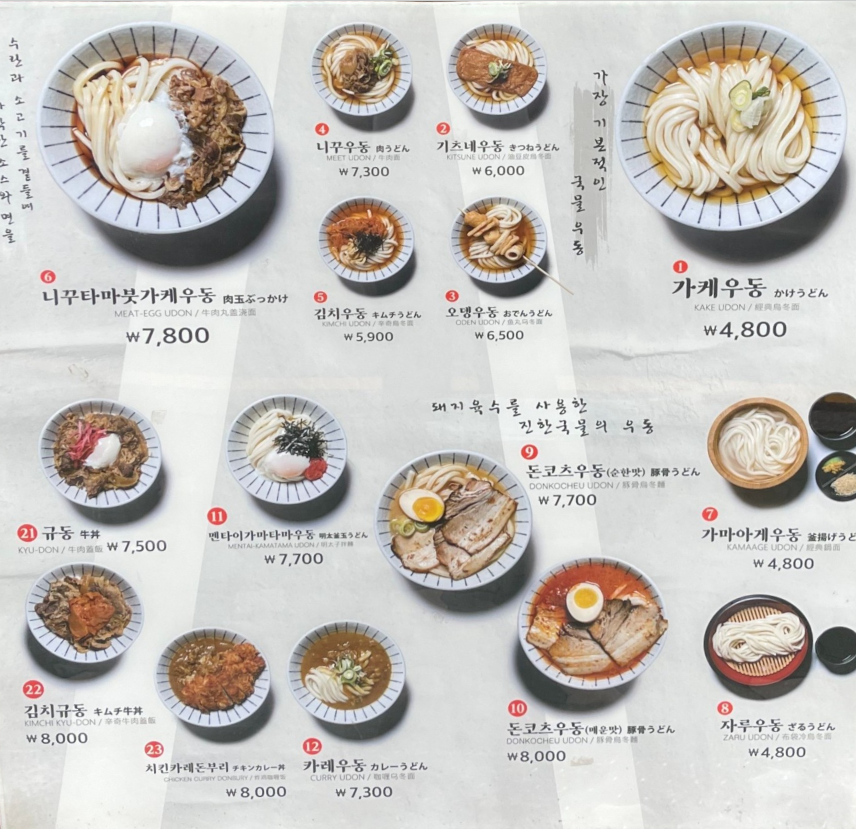 수란과 소고기를 곁들여
소스와 면을
6
니꾸타마붓가케우동 肉玉ぶっかけ
MEAT-EGG UDON / 牛肉丸盖浇面
₩7,800
4
니꾸우동 肉うどん
MEET UDON / 牛肉面
₩7,300
2
기츠네우동 きつねうどん
KITSUNE UDON / 油豆皮烏冬面
₩6,000
5
김치우동 キムチうどん
KIMCHI UDON / 辛奇烏冬面
₩5,900
3
오뎅우동 おでんうどん
ODEN UDON / 鱼丸乌冬面
₩6,500
가장 기본적인
국물 우동
1
가케우동 かけうどん
KAKE UDON / 經典烏冬面
₩4,800
21 규동 牛丼
KYU-DON / 牛肉蓋飯 ₩7,500
11
멘타이가마타마우동 明太釜玉うどん
MENTAI-KAMATAMA UDON / 明太子拌麵
₩7,700
돼지육수를 사용한
진한국물의 우동
9
돈코츠우동(순한맛) 豚骨うどん
DONKOCHEU UDON / 豚骨烏冬麵
₩7,700
7
가마아게우동 釜揚げうど
KAMAAGE UDON / 經典鍋面
₩4,800
22
김치규동 キムチ牛丼
KIMCHI KYU-DON / 辛奇牛肉蓋飯
₩8,000
23
치킨카레돈부리 チキンカレー丼
CHICKEN CURRY DONBURY /
₩8,000
12
카레우동 カレーうどん
CURRY UDON / 咖喱乌冬面
₩7,300
10
돈코츠우동(매운맛) 豚骨うどん
DONKOCHEU UDON / 豚骨烏冬麵
₩8,000
8
자루우동 ざるうどん
ZARU UDON / 布袋冷烏冬面
₩4,800